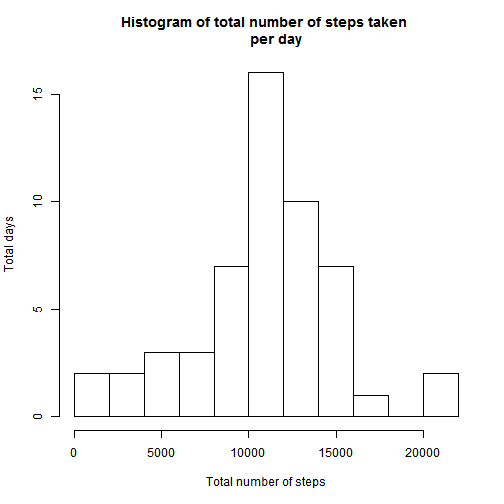 Histogram of total number of steps taken
per day
Total days
15
10
5
0
0 5000 10000 15000 20000
Total number of steps